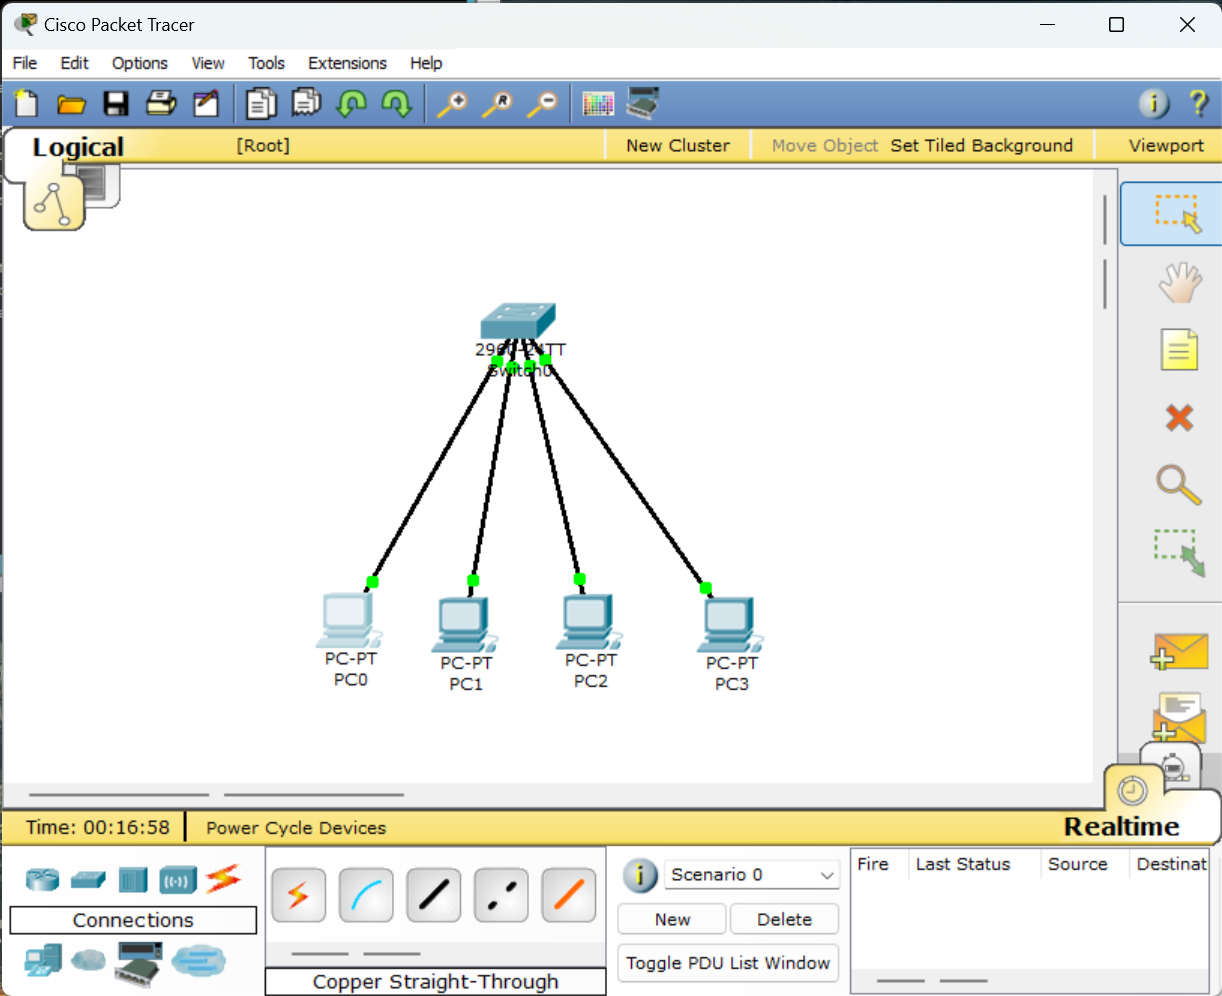 Cisco Packet Tracer
File Edit Options View Tools Extensions Help
Logical [Root] New Cluster Move Object Set Tiled Background Viewport
2960-24TT
Switch0
PC-PT PC-PT PC-PT PC-PT
PC0 PC1 PC2 PC3
Time: 00:16:58 Power Cycle Devices Realtime
Fire Last Status Source Destinat
Scenario 0
Connections
New Delete
Toggle PDU List Window
Copper Straight-Through